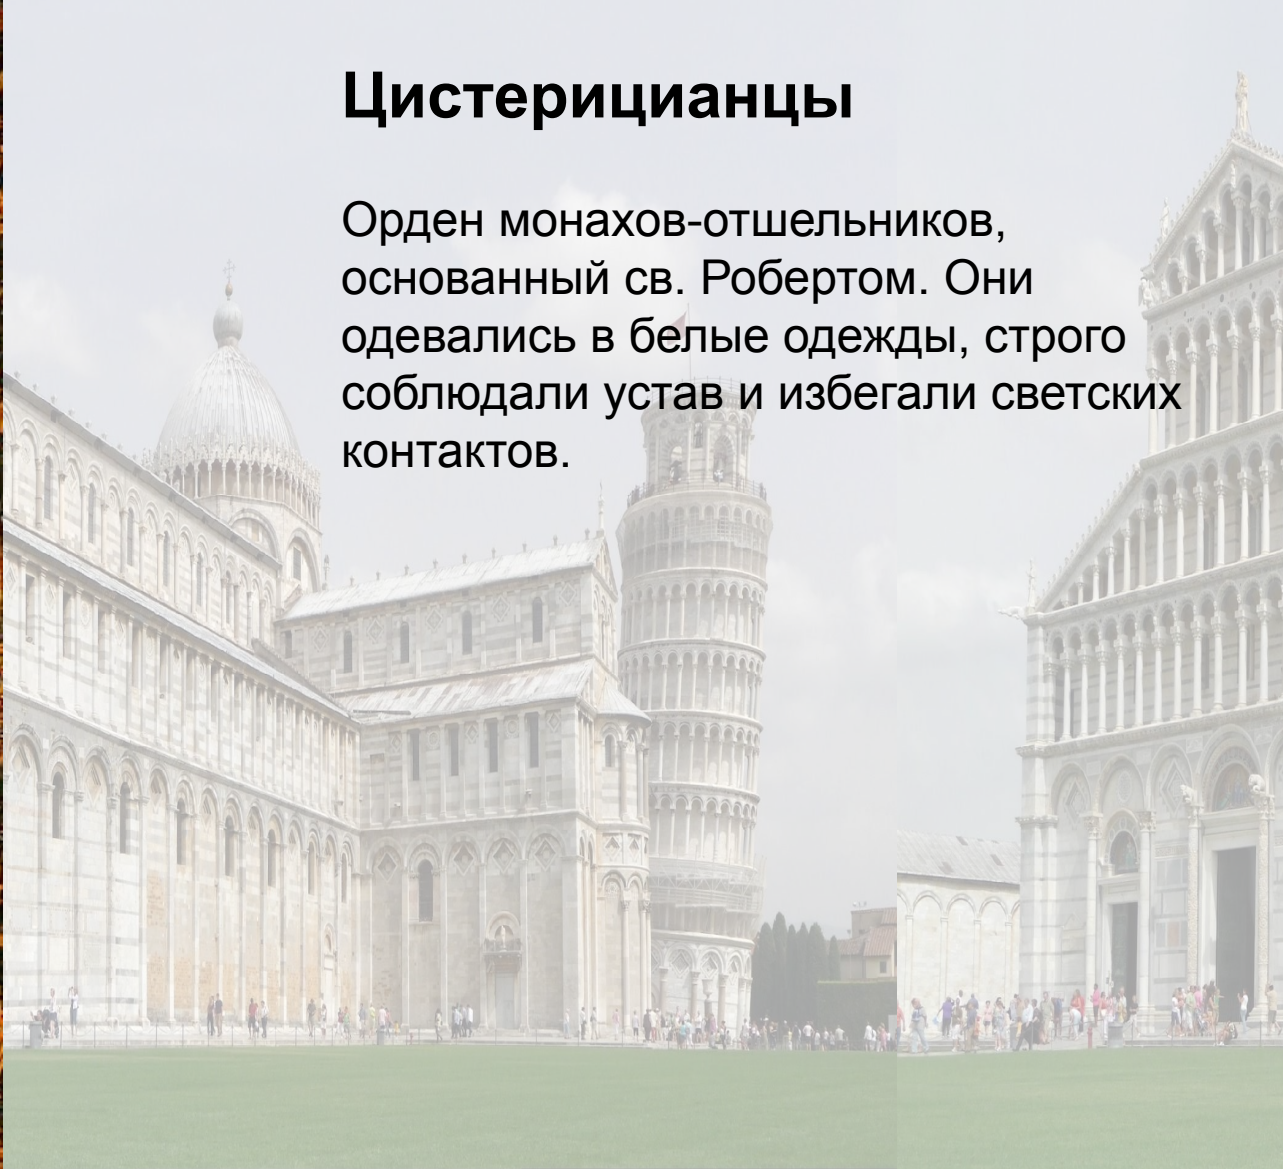 Цистерицианцы
Орден монахов-отшельников,
основанный св. Робертом. Они
одевались в белые одежды, строго
соблюдали устав и избегали светских
контактов.